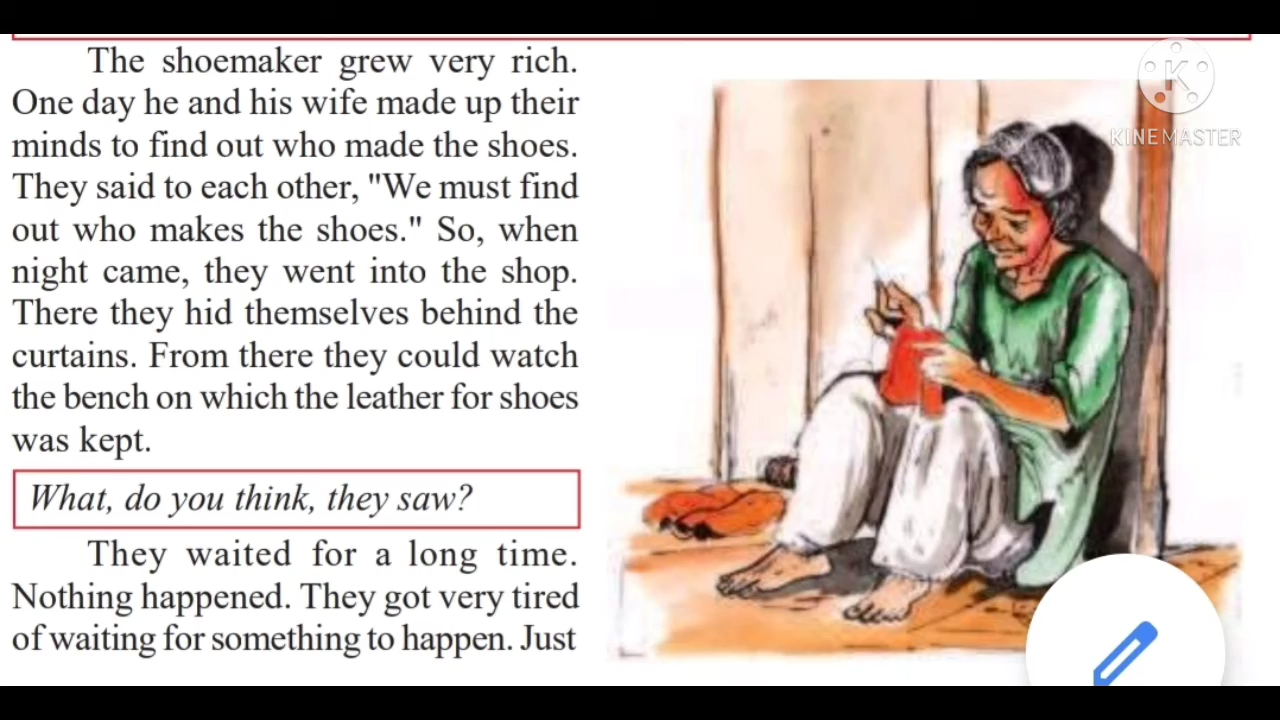 The shoemaker grew very rich.
One day he and his wife made up their
minds to find out who made the shoes.
They said to each other, "We must find
out who makes the shoes." So, when
night came, they went into the shop.
There they hid themselves behind the
curtains. From there they could watch
the bench on which the leather for shoes
was kept.
What, do you think, they saw?
They waited for a long time.
Nothing happened. They got very tired
of waiting for something to happen. Just
K
KINEMASTER